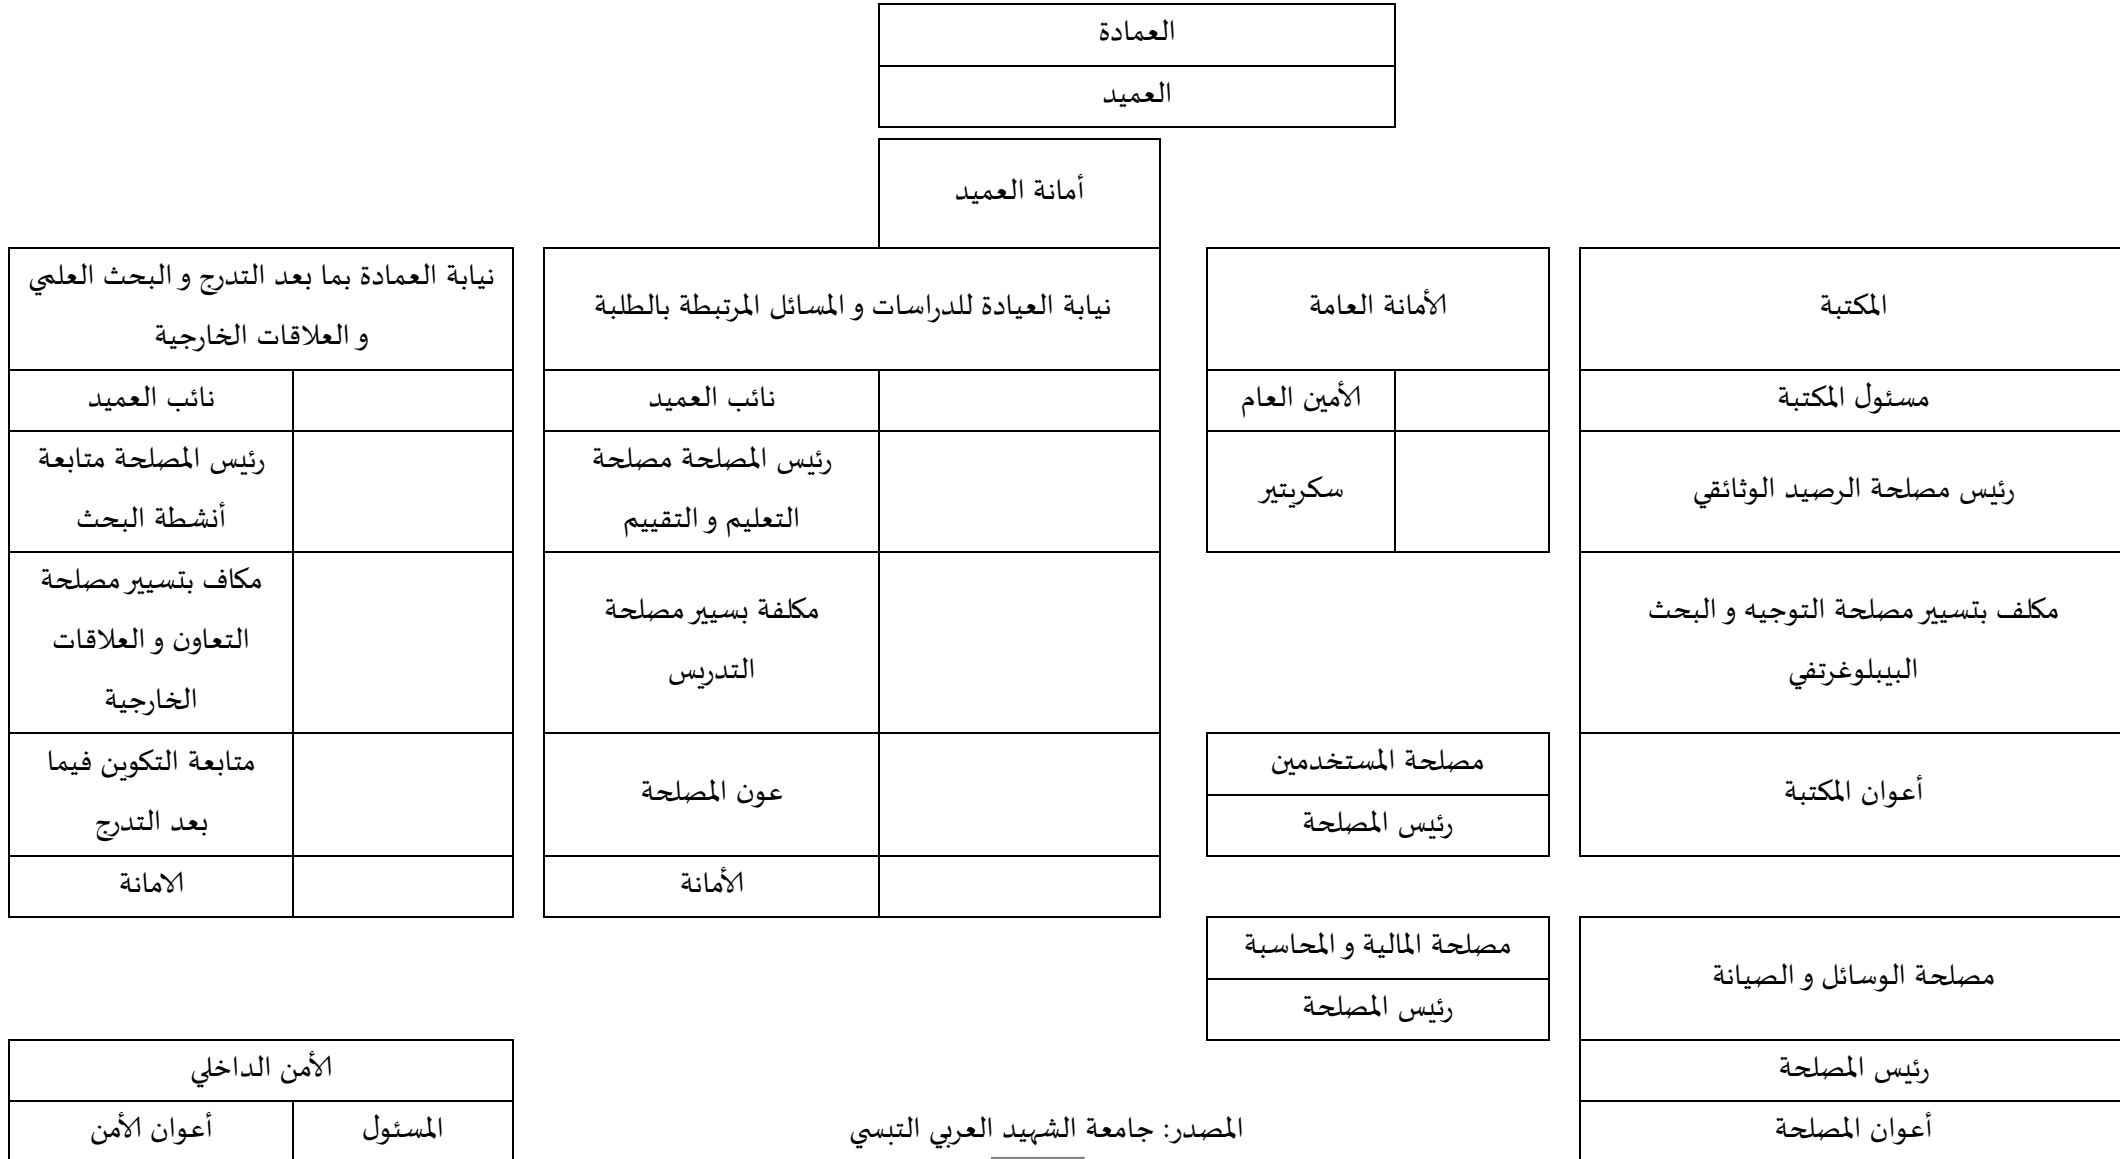 العمادة
العميد
أمانة العميد
المكتبة
مسئول المكتبة
رئيس مصلحة الرصيد الوثائقي
مكلف بتسيير مصلحة التوجيه و البحث
البيبلوغرتفي
أعوان المكتبة
الأمانة العامة
الأمين العام
سكريتير
مصلحة المستخدمين
رئيس المصلحة
مصلحة المالية و المحاسبة
رئيس المصلحة
نيابة العيادة للدراسات و المسائل المرتبطة بالطلبة
نائب العميد
رئيس المصلحة مصلحة
التعليم و التقييم
مكلفة بسيير مصلحة
التدريس
عون المصلحة
الأمانة
نيابة العمادة بما بعد التدرج و البحث العلمي
و العلاقات الخارجية
نائب العميد
رئيس المصلحة متابعة
أنشطة البحث
مكاف بتسيير مصلحة
التعاون و العلاقات
الخارجية
متابعة التكوين فيما
بعد التدرج
الامانة
مصلحة الوسائل و الصيانة
رئيس المصلحة
أعوان المصلحة
الأمن الداخلي
المسئول
أعوان الأمن
المصدر: جامعة الشهيد العربي التبسي